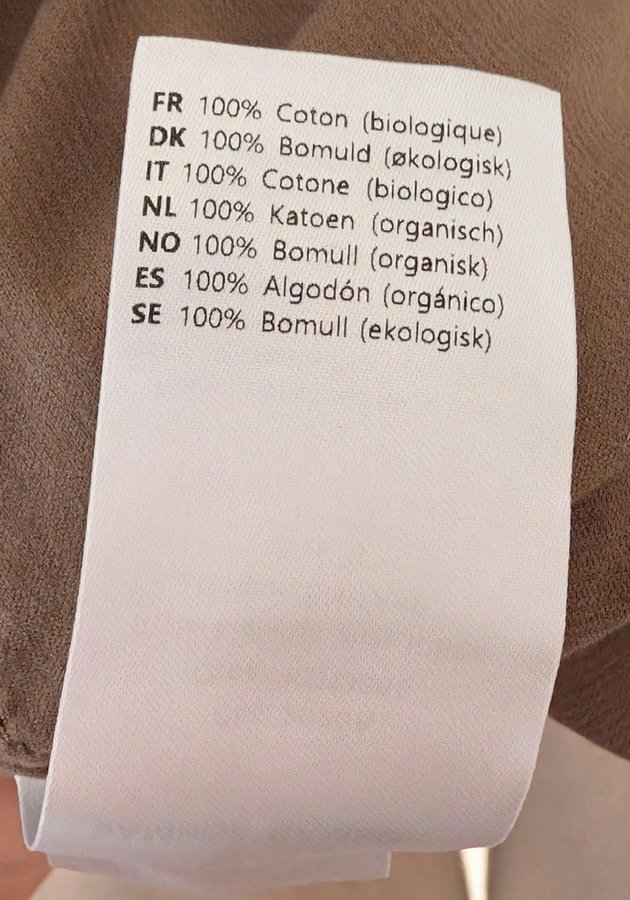 FR 100% Coton (biologique)
DK 100% Bomuld (økologisk)
IT 100% Cotone (biologico)
NL 100% Katoen (organisch)
NO 100% Bomull (organisk)
ES 100% Algodón (orgánico)
SE 100% Bomull (ekologisk)